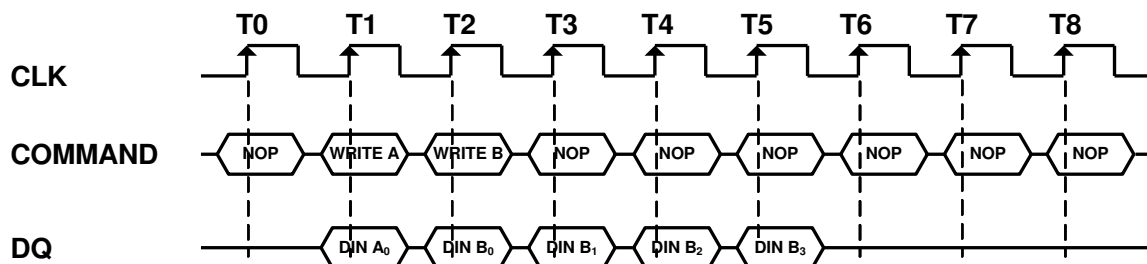 T0 T1 T2 T3 T4 T5 T6 T7 T8
CLK
COMMAND NOP WRITE A WRITE B NOP NOP NOP NOP NOP NOP
DQ DIN A₀ DIN B₀ DIN B₁ DIN B₂ DIN B₃